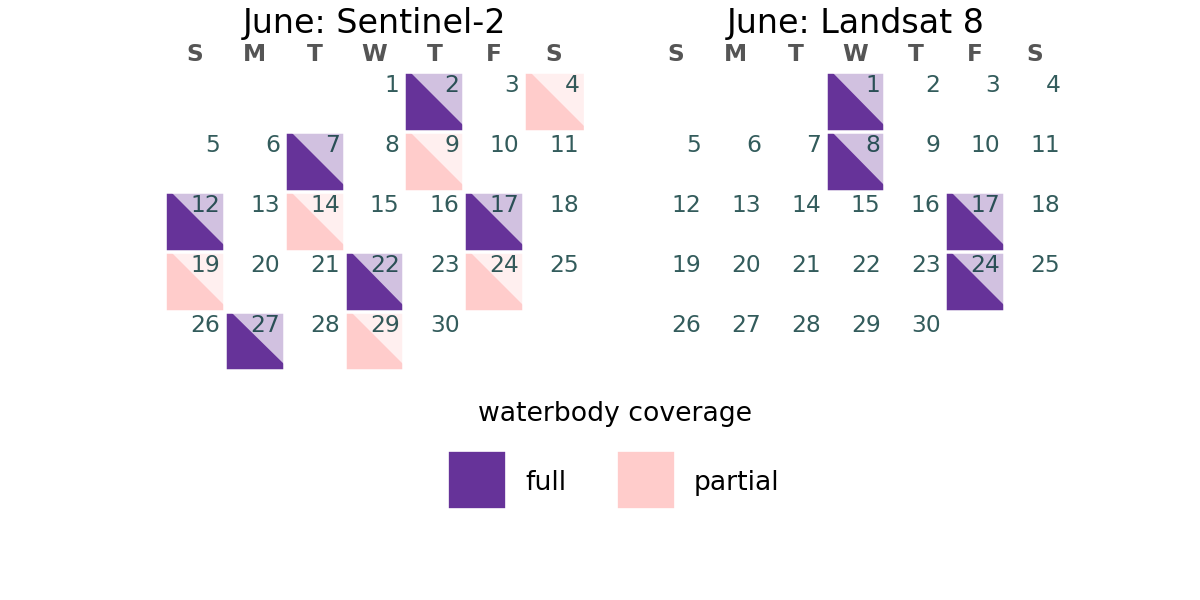 June: Sentinel-2
S M T W T F S
1 2 3 4
5 6 7 8 9 10 11
12 13 14 15 16 17 18
19 20 21 22 23 24 25
26 27 28 29 30
June: Landsat 8
S M T W T F S
1 2 3 4
5 6 7 8 9 10 11
12 13 14 15 16 17 18
19 20 21 22 23 24 25
26 27 28 29 30
waterbody coverage
full
partial